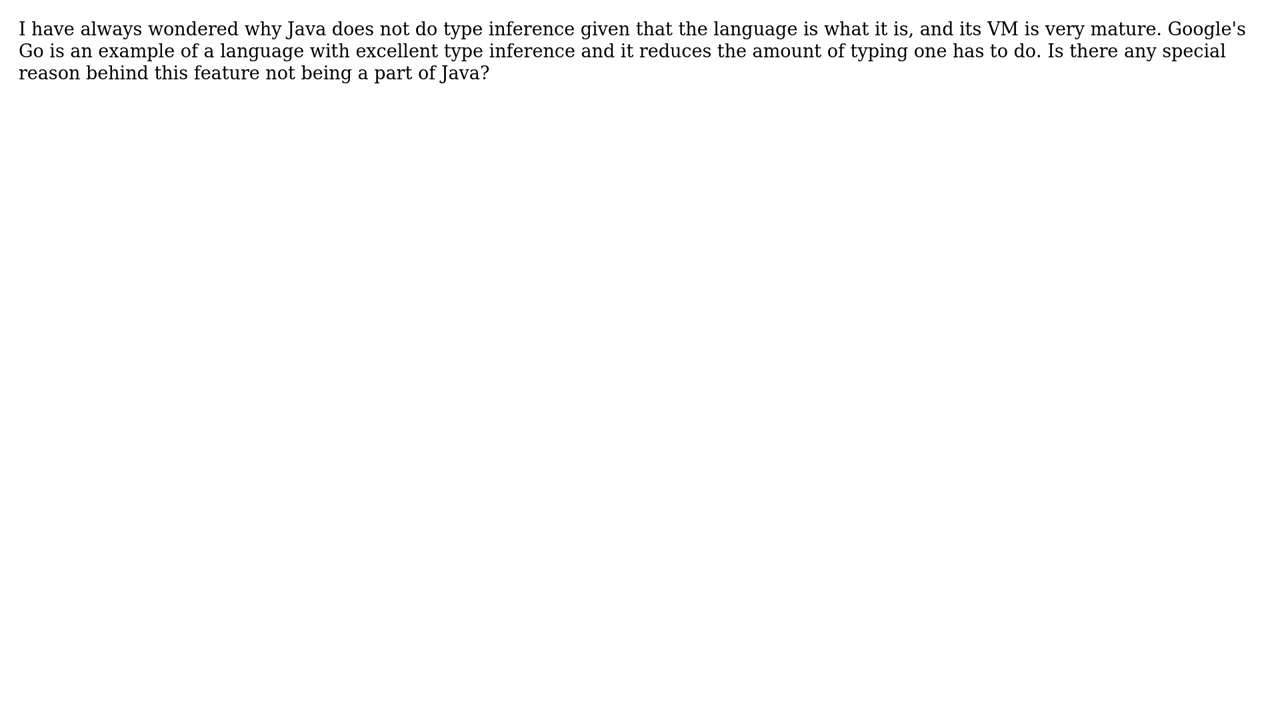 I have always wondered why Java does not do type inference given that the language is what it is, and its VM is very mature. Google's
Go is an example of a language with excellent type inference and it reduces the amount of typing one has to do. Is there any special
reason behind this feature not being a part of Java?